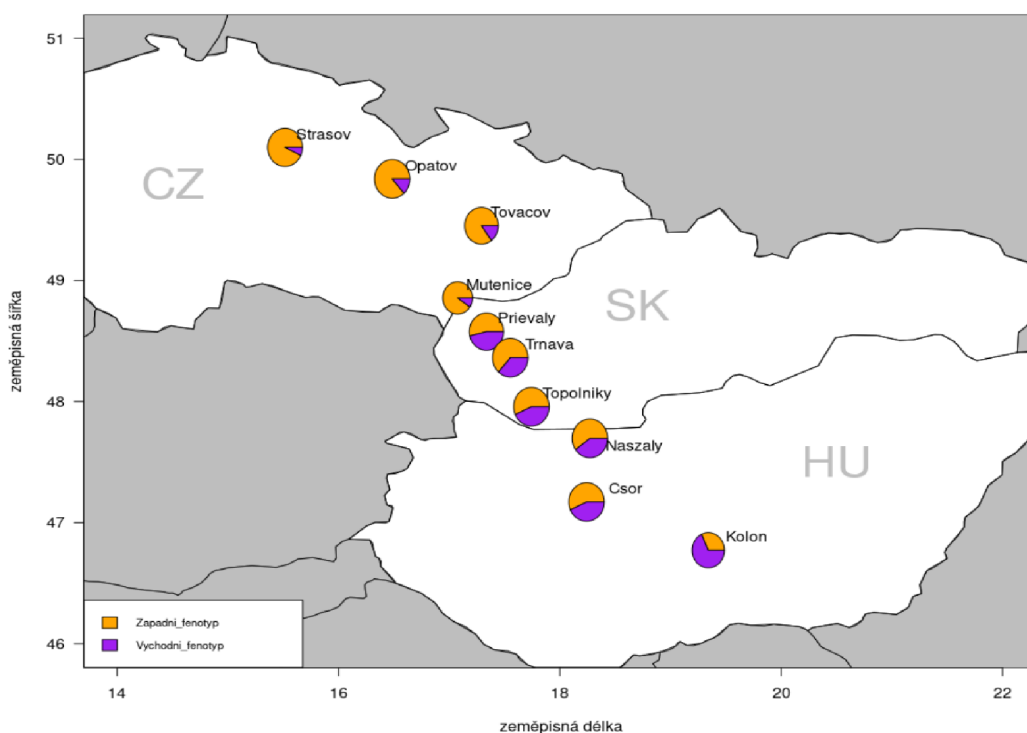 51
50
49
48
47
46
zeměpisná šířka
Strasov
Opatov
CZ
Tovacov
Mutenice
SK
Prievaly
Trnava
Topolniky
Naszaly
HU
Csor
Kolon
Zapadni_fenotyp
Vychodni_fenotyp
14
16
18
20
22
zeměpisná délka